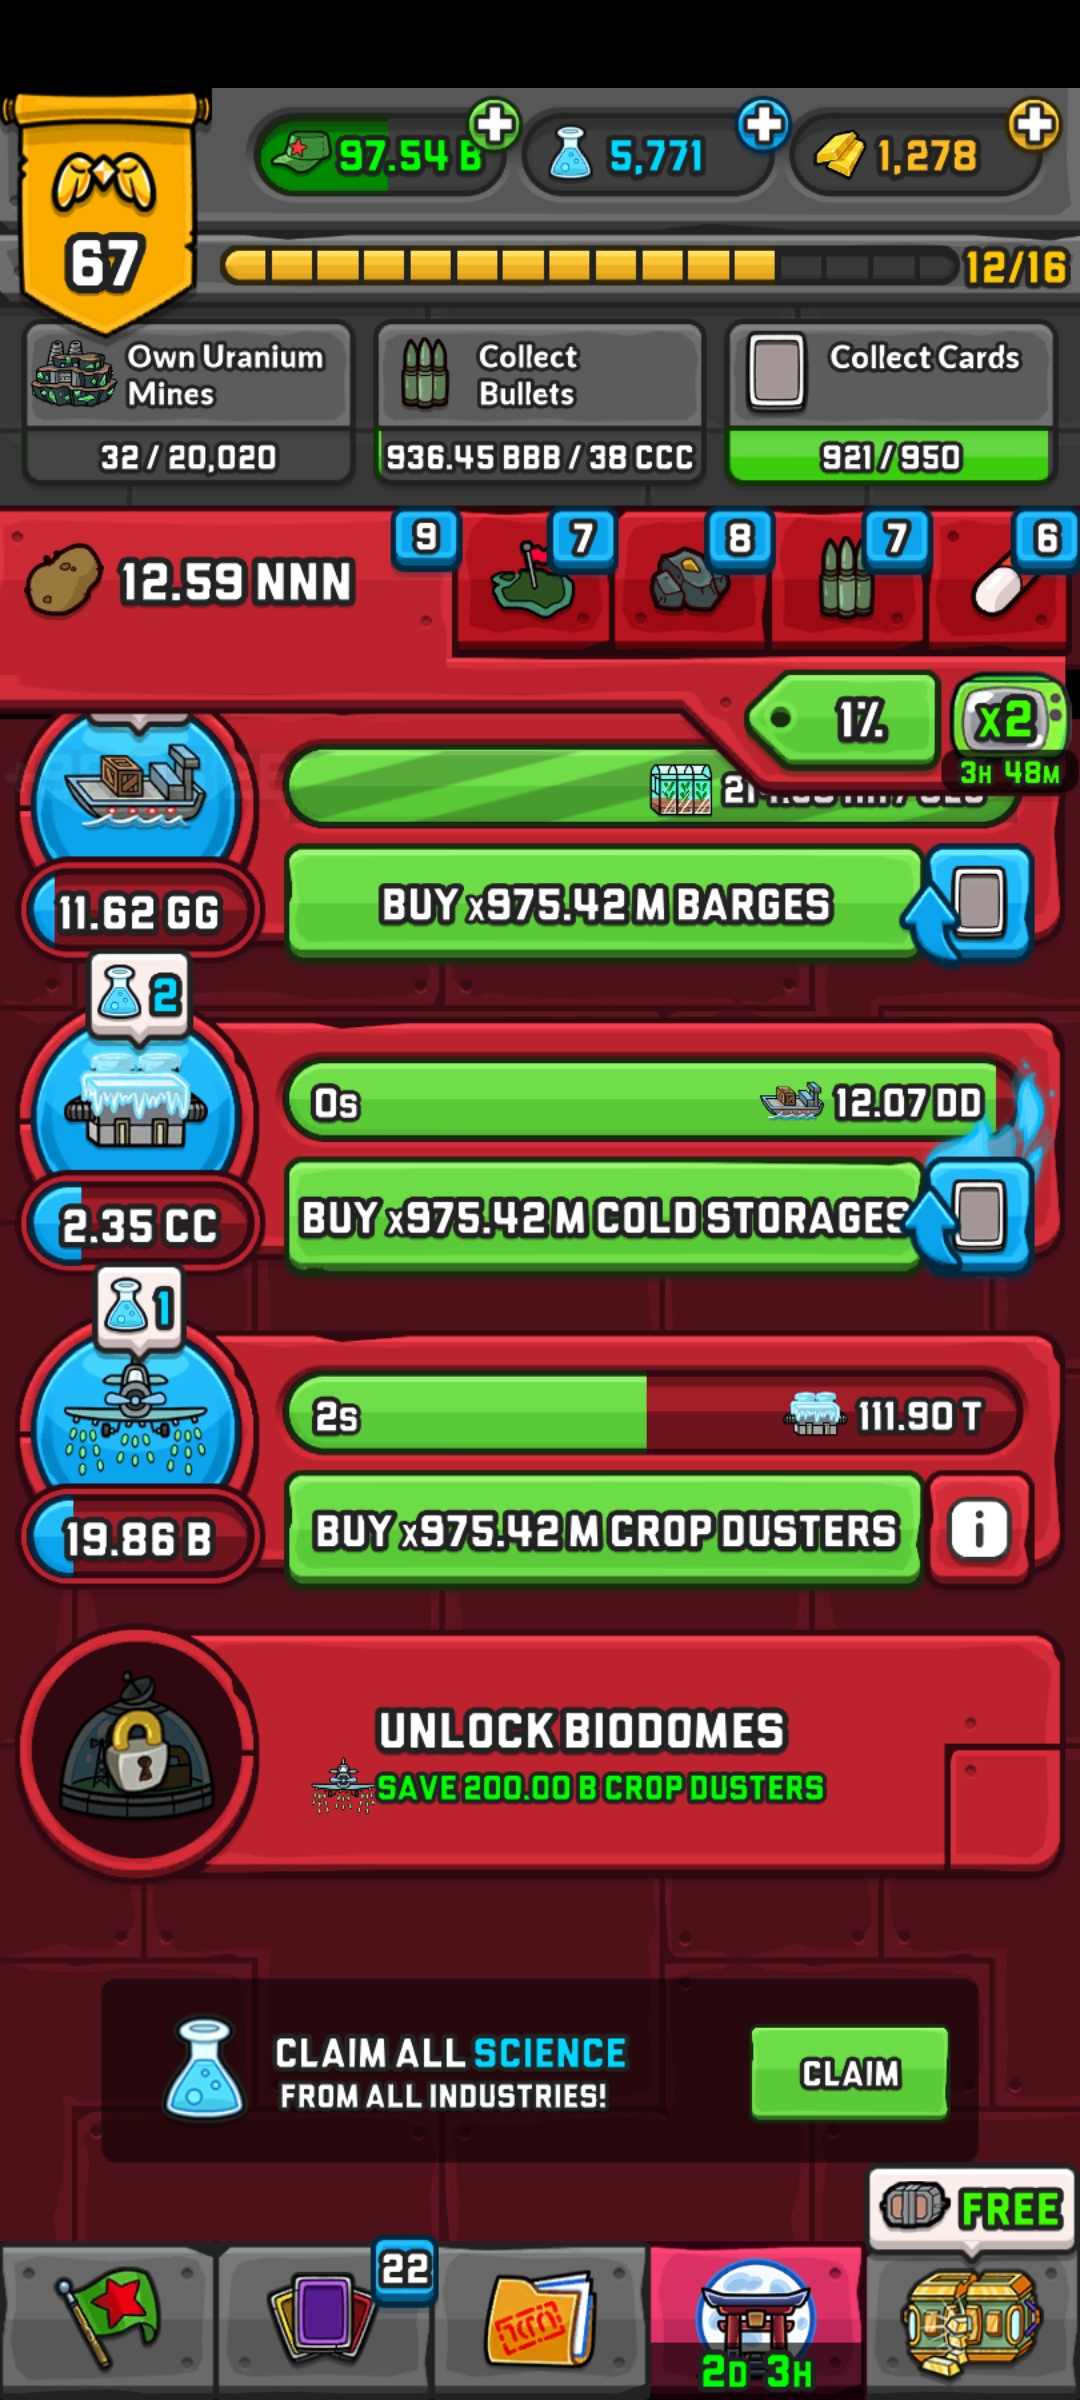 97.54 B
5,771
1,278
67
12/16
Own Uranium
Mines
32 / 20,020
Collect
Bullets
936.45 BBB / 38 CCC
Collect Cards
921 / 950
12.59 NNN
9
7
8
7
6
1%
x2
3H 48M
11.62 GG
BUY x975.42 M BARGES
2
0s
12.07 DD
2.35 CC
BUY x975.42 M COLD STORAGES
1
2s
111.90 T
19.86 B
BUY x975.42 M CROP DUSTERS
i
UNLOCK BIODOMES
SAVE 200.00 B CROP DUSTERS
CLAIM ALL SCIENCE
FROM ALL INDUSTRIES!
CLAIM
FREE
22
2D 3H